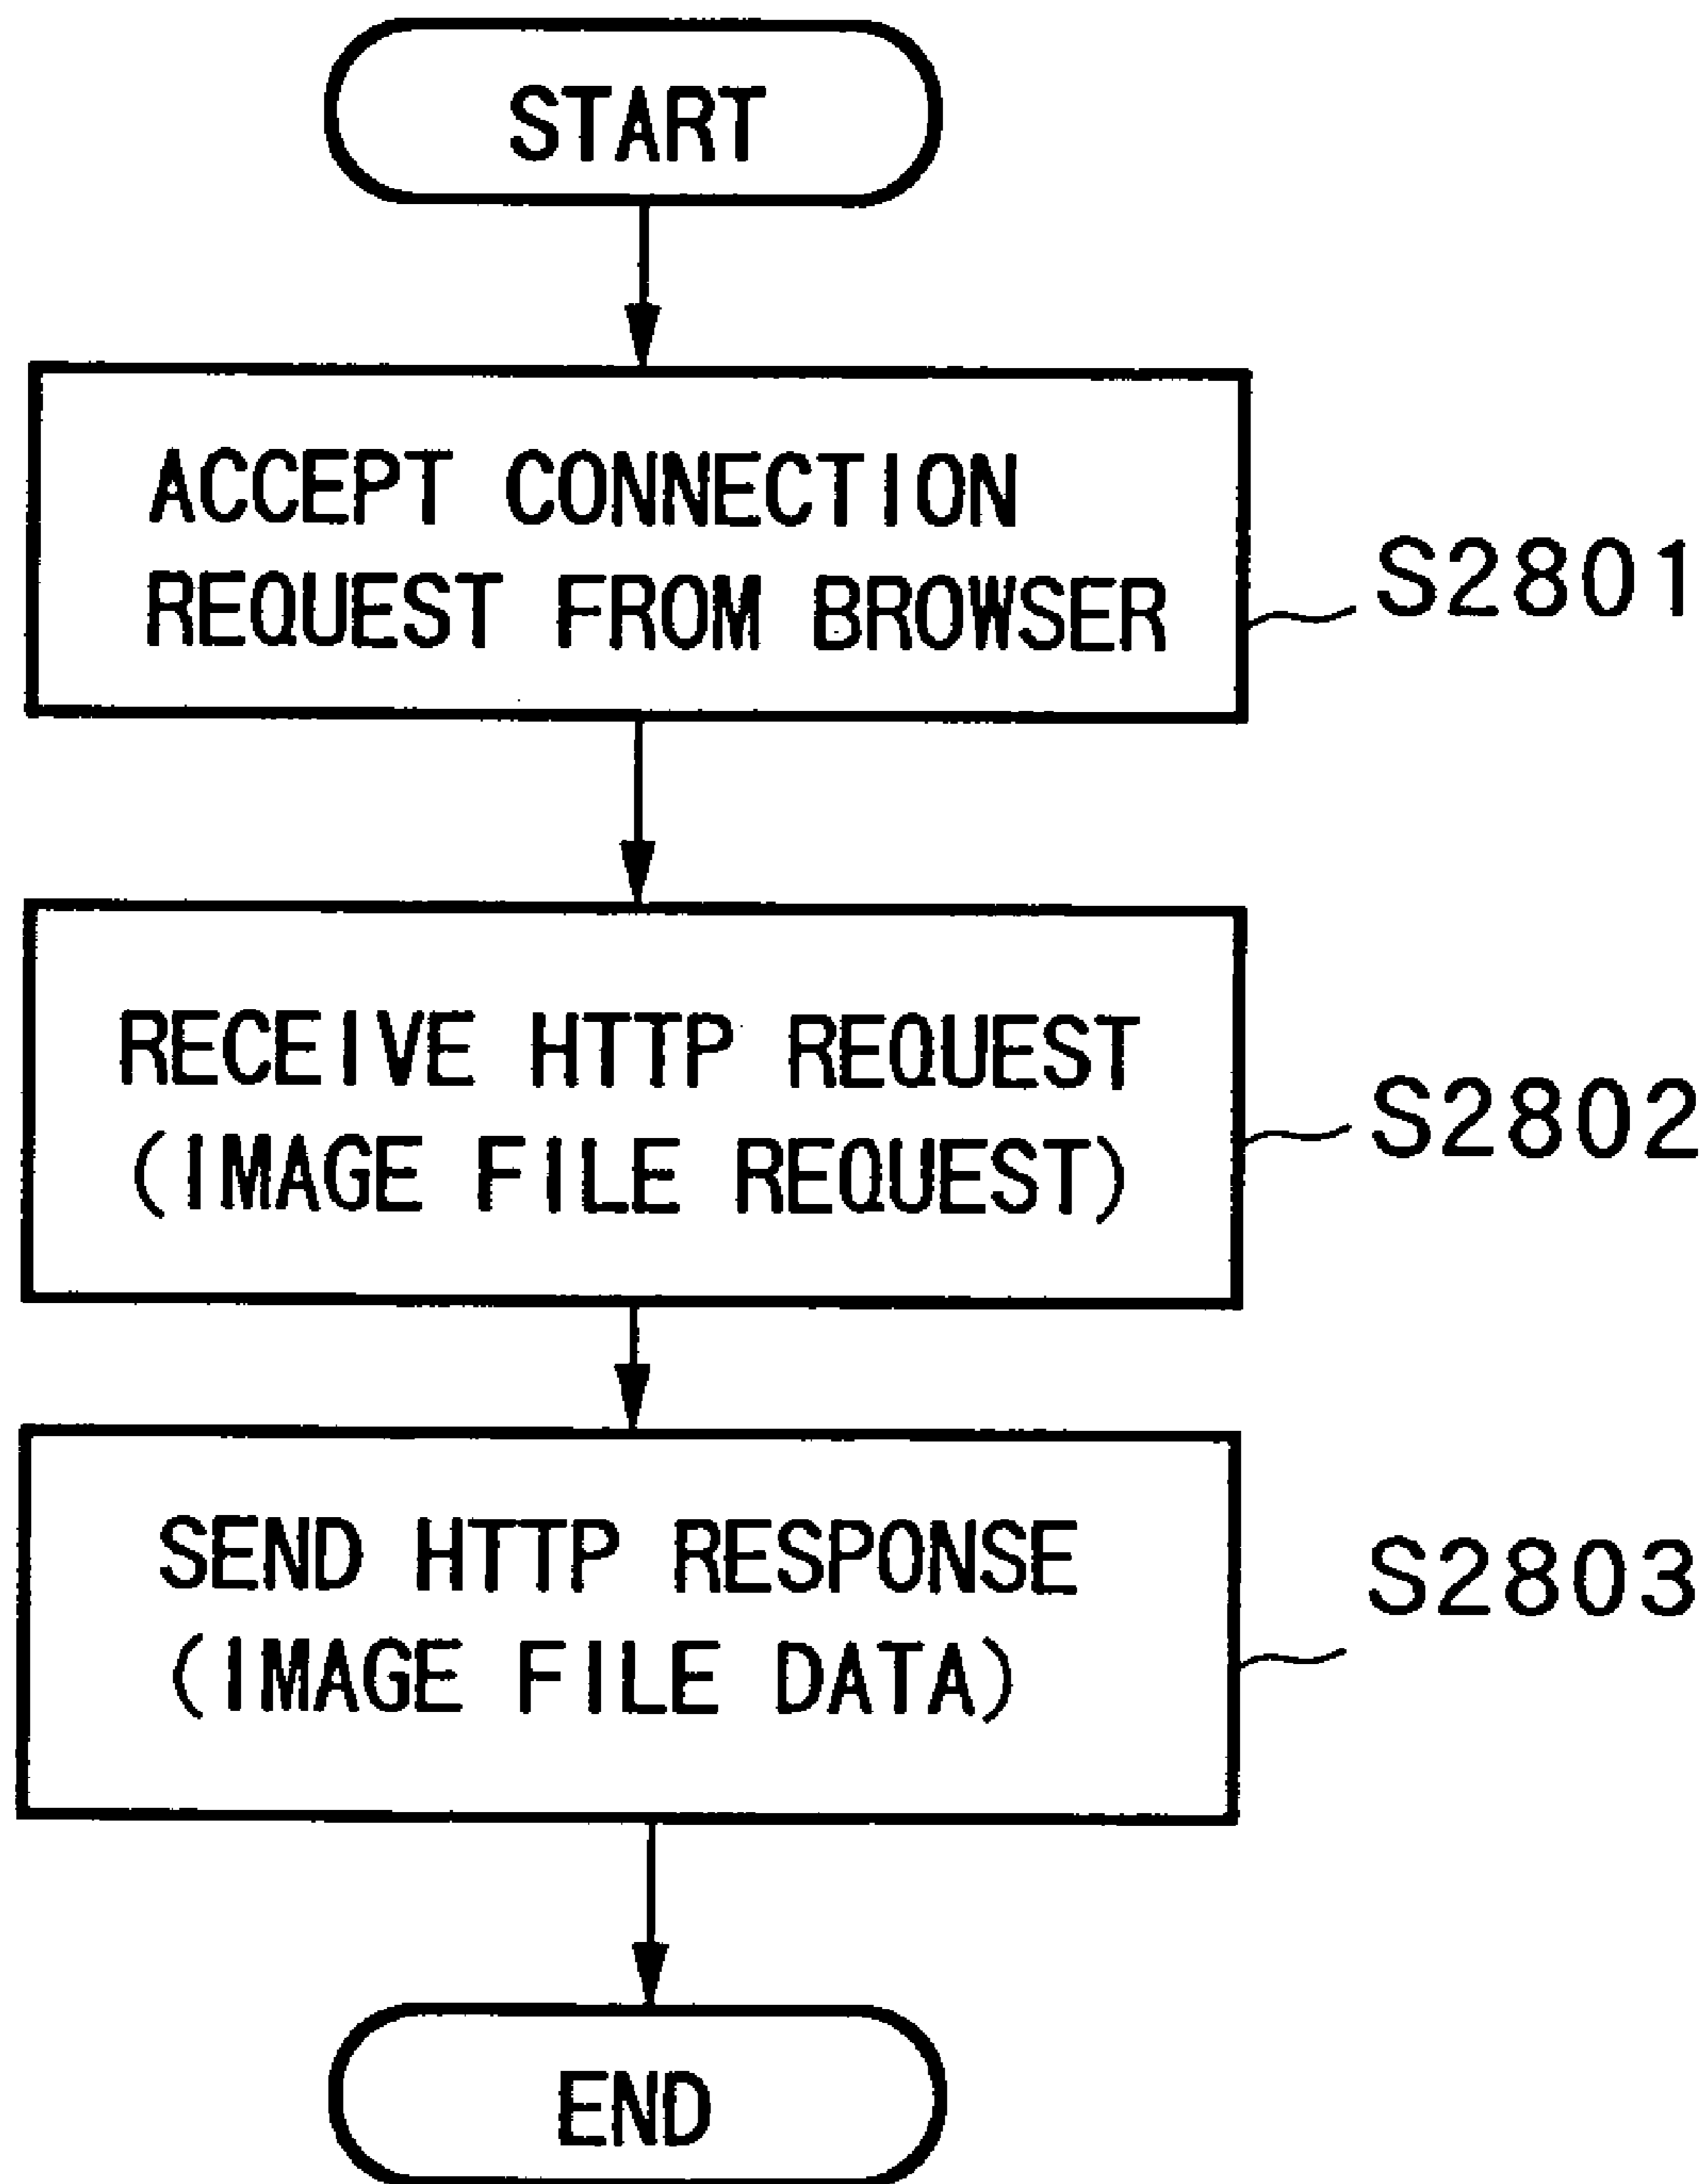 START
ACCEPT CONNECTION
REQUEST FROM BROWSER
S2801
RECEIVE HTTP REQUEST
(IMAGE FILE REQUEST)
S2802
SEND HTTP RESPONSE
(IMAGE FILE DATA)
S2803
END